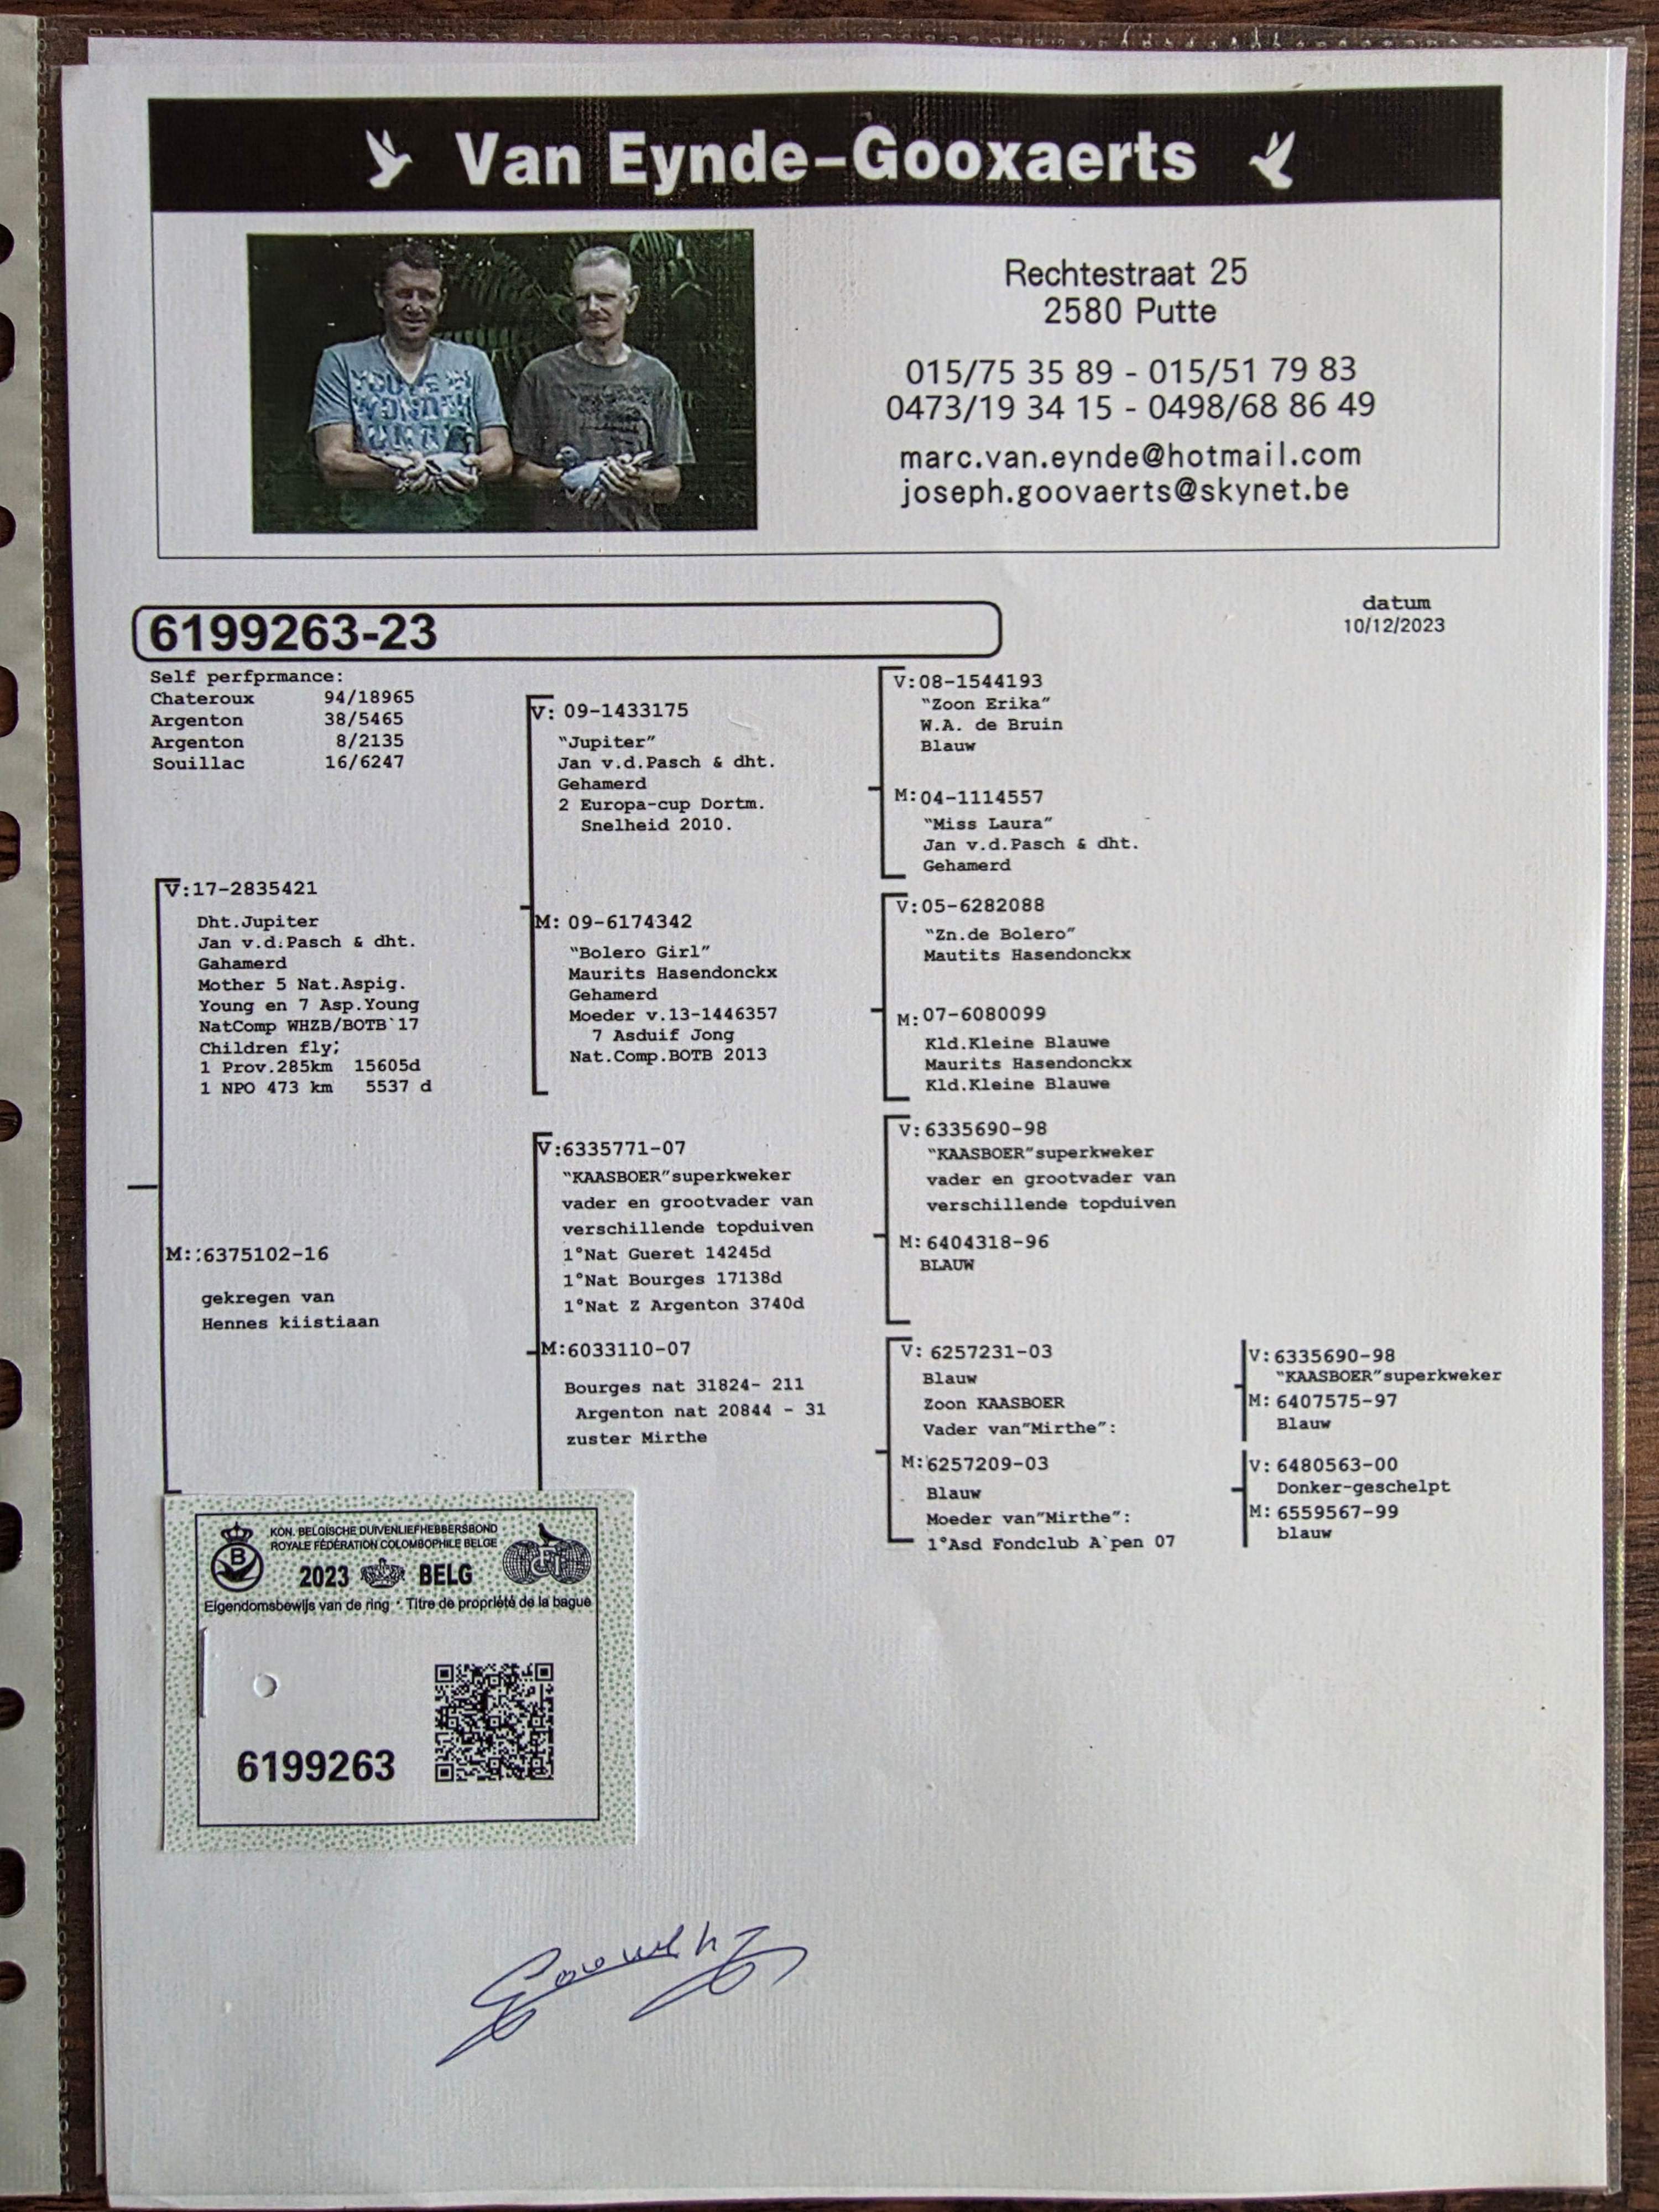 Van Eynde-Gooxaerts
Rechtestraat 25
2580 Putte
015/75 35 89 - 015/51 79 83
0473/19 34 15 - 0498/68 86 49
marc.van.eynde@hotmail.com
joseph.goovaerts@skynet.be
6199263-23
datum
10/12/2023
Self perfprmance:
Chateroux 94/18965
Argenton 38/5465
Argenton 8/2135
Souillac 16/6247
V:17-2835421
Dht.Jupiter
Jan v.d.Pasch & dht.
Gahamerd
Mother 5 Nat.Aspig.
Young en 7 Asp.Young
NatComp WHZB/BOTB`17
Children fly;
1 Prov.285km 15605d
1 NPO 473 km 5537 d
M::6375102-16
gekregen van
Hennes kiistiaan
V: 09-1433175
"Jupiter"
Jan v.d.Pasch & dht.
Gehamerd
2 Europa-cup Dortm.
Snelheid 2010.
M: 09-6174342
"Bolero Girl"
Maurits Hasendonckx
Gehamerd
Moeder v.13-1446357
7 Asduif Jong
Nat.Comp.BOTB 2013
V:6335771-07
"KAASBOER"superkweker
vader en grootvader van
verschillende topduiven
1°Nat Gueret 14245d
1°Nat Bourges 17138d
1°Nat Z Argenton 3740d
M:6033110-07
Bourges nat 31824- 211
Argenton nat 20844 - 31
zuster Mirthe
V:08-1544193
"Zoon Erika"
W.A. de Bruin
Blauw
M:04-1114557
"Miss Laura"
Jan v.d.Pasch & dht.
Gehamerd
V:05-6282088
"Zn.de Bolero"
Mautits Hasendonckx
M:07-6080099
Kld.Kleine Blauwe
Maurits Hasendonckx
Kld.Kleine Blauwe
V:6335690-98
"KAASBOER"superkweker
vader en grootvader van
verschillende topduiven
M:6404318-96
BLAUW
V: 6257231-03
Blauw
Zoon KAASBOER
Vader van"Mirthe":
M:6257209-03
Blauw
Moeder van"Mirthe":
1°Asd Fondclub A`pen 07
V:6335690-98
"KAASBOER"superkweker
M:6407575-97
Blauw
V: 6480563-00
Donker-geschelpt
M:6559567-99
blauw
KON. BELGISCHE DUIVENLIEFHEBBERSBOND
ROYALE FÉDÉRATION COLOMBOPHILE BELGE
B
2023 BELG
Eigendomsbewijs van de ring · Titre de propriété de la bague
6199263